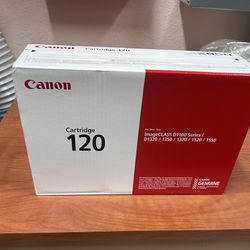 Canon
Cartridge
120
imageCLASS D1100 Series /
D1320 / 1350 / 1370 / 1520 / 1550
CANON
GENUINE